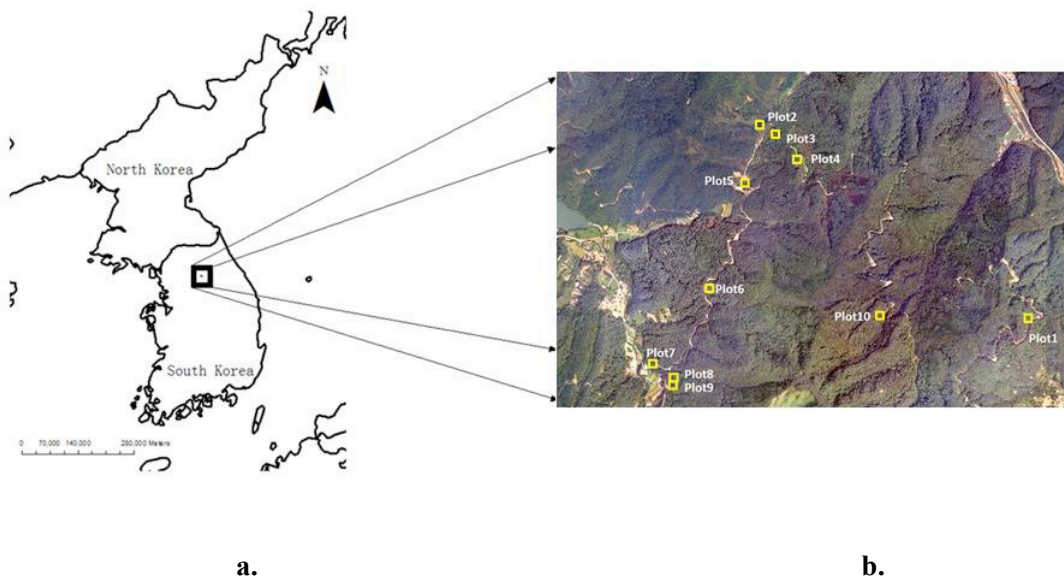 N
North Korea
South Korea
0 70,000 140,000 280,000 Meters
Plot2
Plot3
Plot4
Plot5
Plot6
Plot10
Plot1
Plot7
Plot8
Plot9
a.
b.